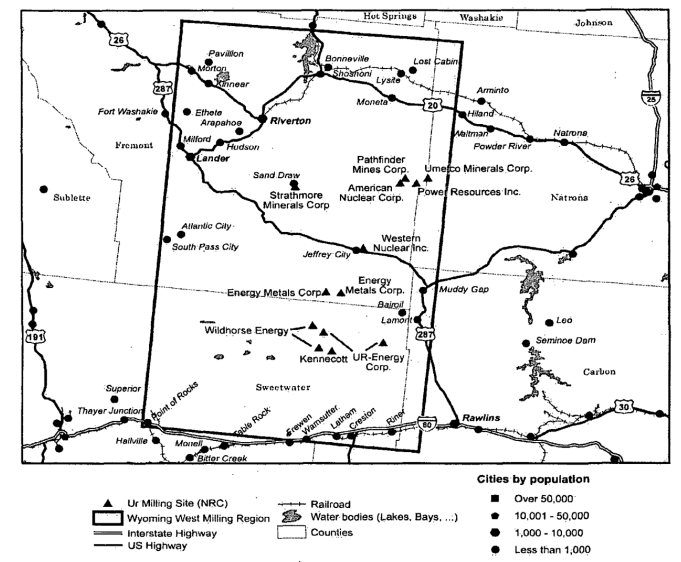 Hot Springs
Washakie
Johnson
26
Pavillion
Bonneville
Lost Cabin
Morton
Shoshoni
Lysite
Kinnear
287
Arminto
25
Fort Washakie
Ethete
Moneta
20
Arapahoe
Riverton
Hiland
Waltman
Fremont
Milford
Hudson
Powder River
Natrona
Lander
Pathfinder
Mines Corp.
Umetco Minerals Corp.
Sand Draw
American
Nuclear Corp.
Power Resources Inc.
26
Strathmore
Minerals Corp
Sublette
Natrona
Atlantic City
South Pass City
Western
Nuclear Inc.
Jeffrey City
Energy Metals Corp
Energy
Metals Corp.
Muddy Gap
Bairoil
Lamont
Leo
Wildhorse Energy
287
191
Seminoe Dam
Kennecott
UR-Energy
Corp.
Carbon
Superior
Sweetwater
Thayer Junction
Point of Rocks
30
Rawlins
Hallville
Monell
Table Rock
Frewen
Wamsutter
Latham
Creston
Riner
80
Bitter Creek
Cities by population
Ur Milling Site (NRC)
Railroad
Over 50,000
Wyoming West Milling Region
Water bodies (Lakes, Bays, ...)
10,001 - 50,000
Interstate Highway
Counties
1,000 - 10,000
US Highway
Less than 1,000